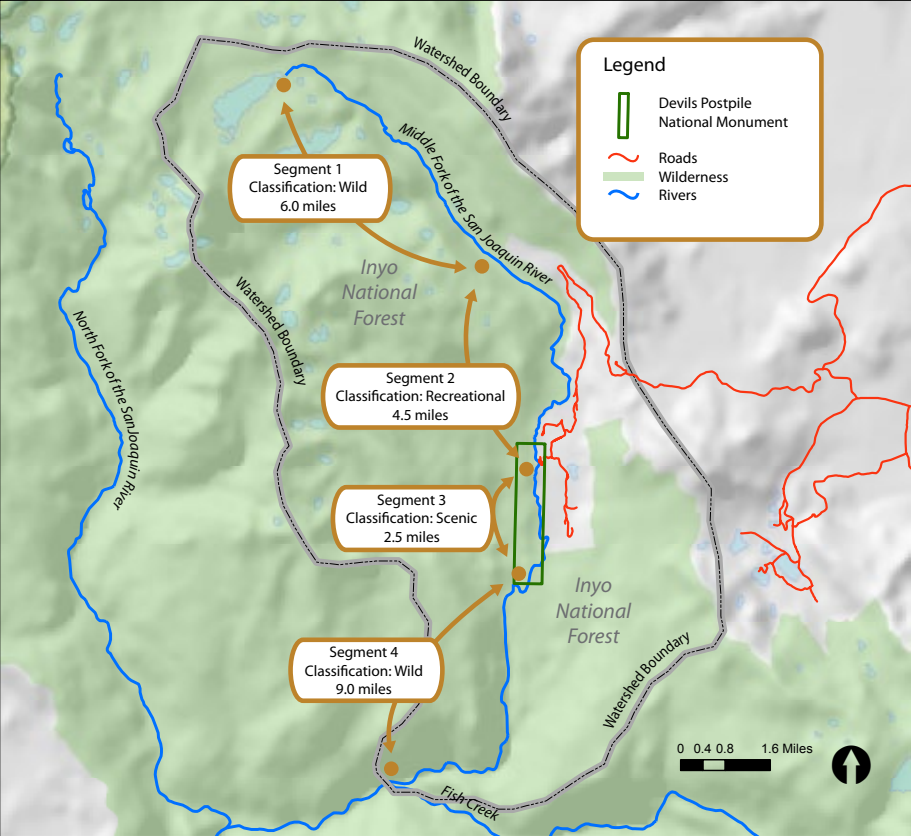 Watershed Boundary
Legend
Devils Postpile
National Monument
Roads
Wilderness
Rivers
Middle Fork of the San Joaquin River
Segment 1
Classification: Wild
6.0 miles
Inyo
National
Forest
Watershed Boundary
North Fork of the SanJoaquin River
Segment 2
Classification: Recreational
4.5 miles
Segment 3
Classification: Scenic
2.5 miles
Inyo
National
Forest
Segment 4
Classification: Wild
9.0 miles
Watershed Boundary
0 0.4 0.8 1.6 Miles
Fish Creek